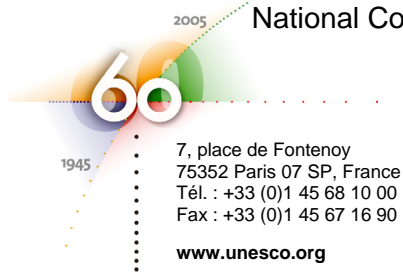 2005
National Co
60
1945
7, place de Fontenoy
75352 Paris 07 SP, France
Tél. : +33 (0)1 45 68 10 00
Fax : +33 (0)1 45 67 16 90
www.unesco.org